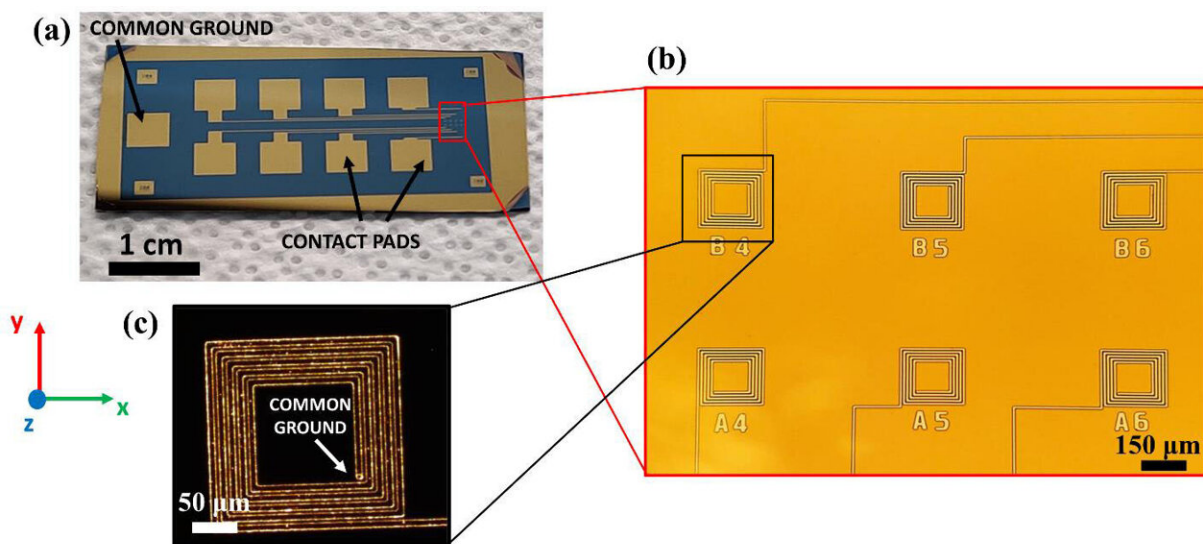 (a)
COMMON GROUND
CONTACT PADS
1 cm
(b)
B 4
B 5
B 6
A 4
A 5
A 6
150 μm
(c)
COMMON
GROUND
50 μm
y
x
z